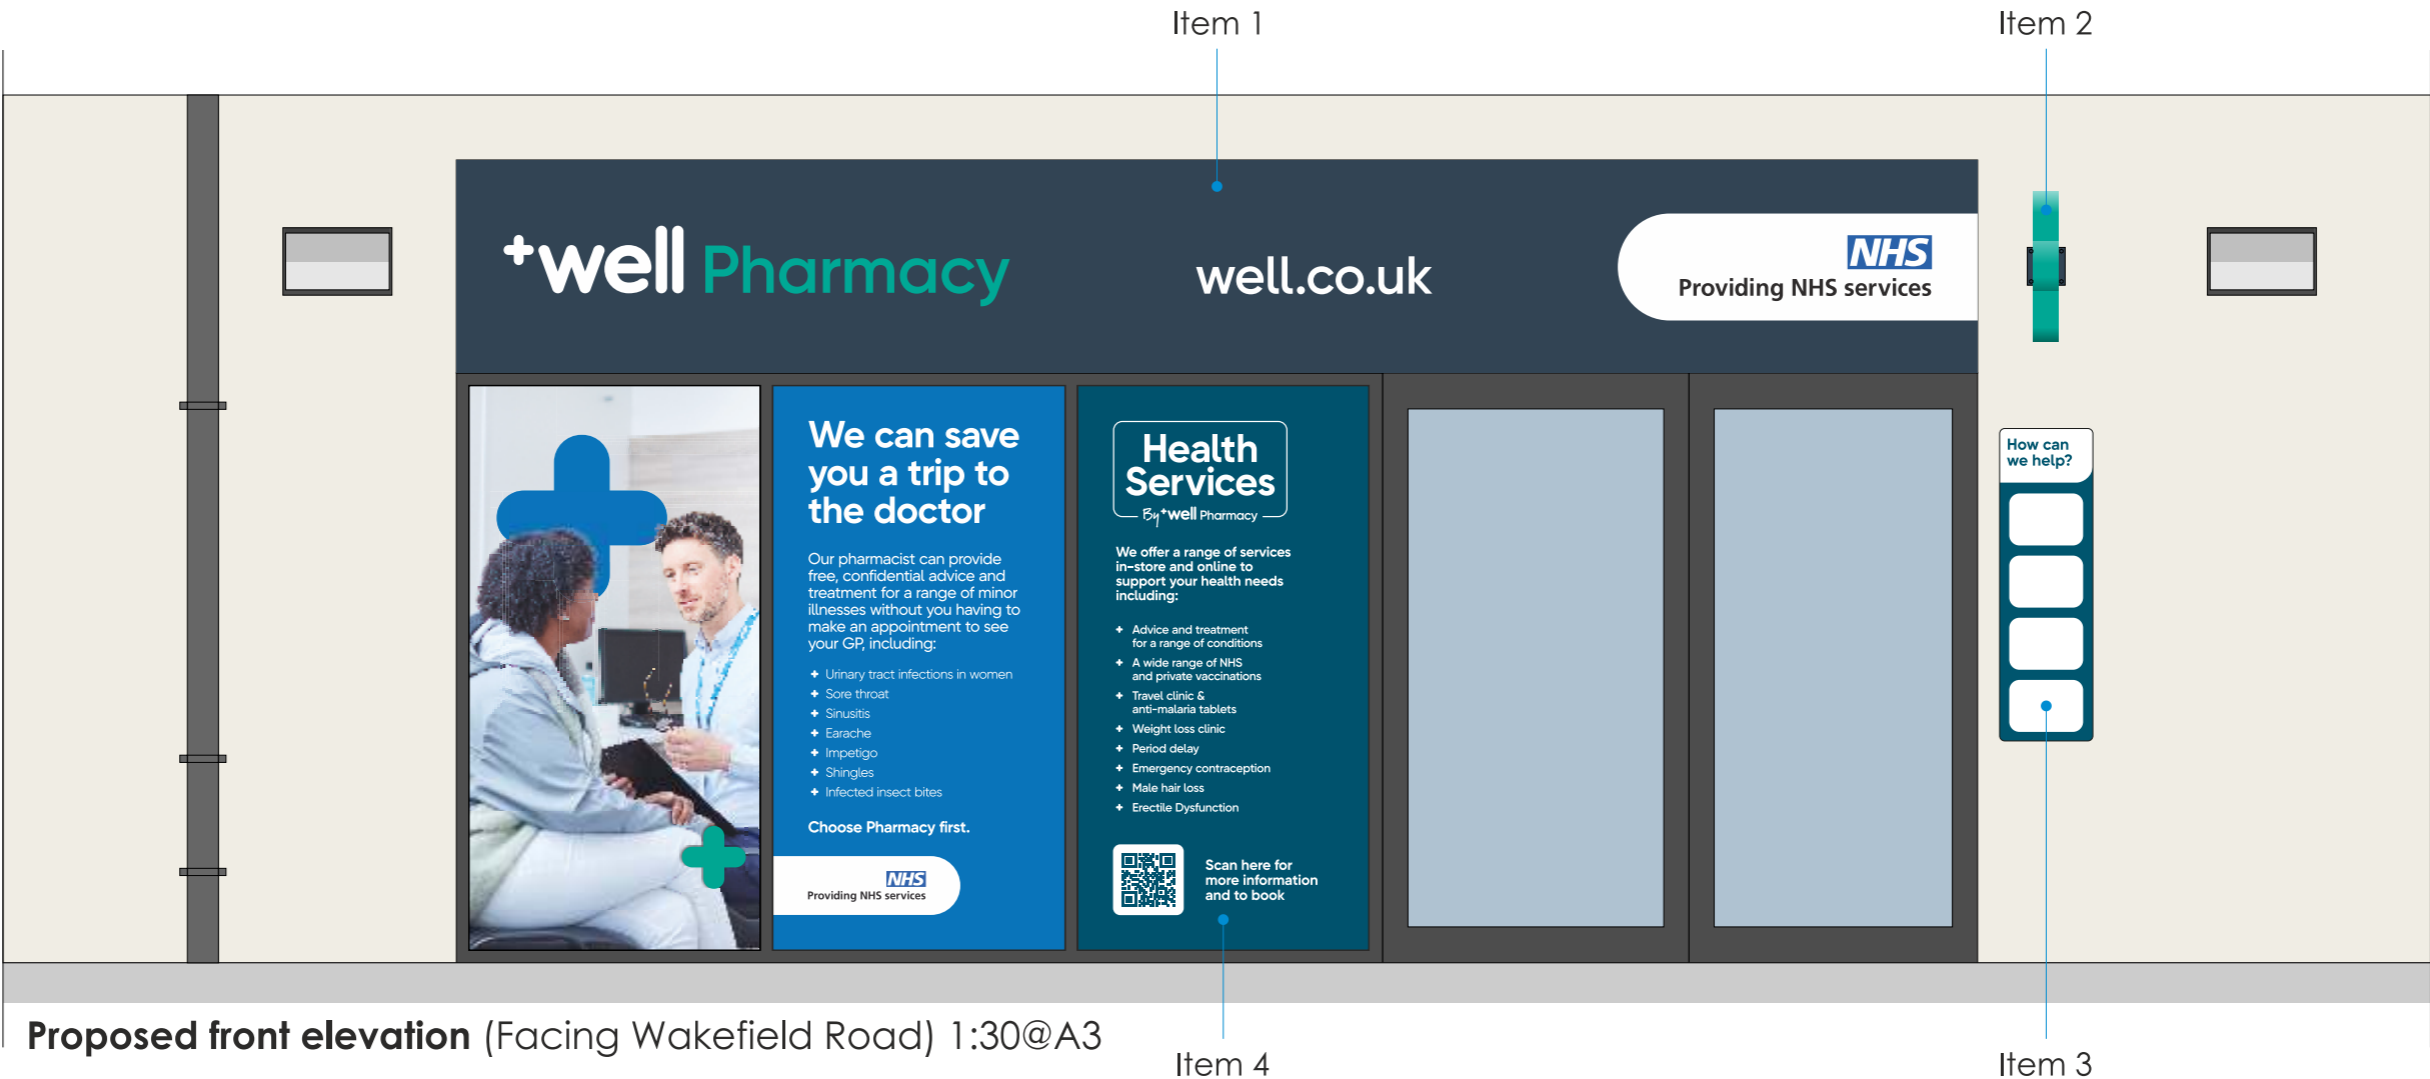 Item 1
Item 2
+well Pharmacy
well.co.uk
NHS
Providing NHS services
We can save
you a trip to
the doctor
Our pharmacist can provide
free, confidential advice and
treatment for a range of minor
illnesses without you having to
make an appointment to see
your GP, including:
+ Urinary tract infections in women
+ Sore throat
+ Sinusitis
+ Earache
+ Impetigo
+ Shingles
+ Infected insect bites
Choose Pharmacy first.
NHS
Providing NHS services
Health
Services
By +well Pharmacy
We offer a range of services
in-store and online to
support your health needs
including:
+ Advice and treatment
for a range of conditions
+ A wide range of NHS
and private vaccinations
+ Travel clinic &
anti-malaria tablets
+ Weight loss clinic
+ Period delay
+ Emergency contraception
+ Male hair loss
+ Erectile Dysfunction
Scan here for
more information
and to book
How can
we help?
Proposed front elevation (Facing Wakefield Road) 1:30@A3
Item 4
Item 3